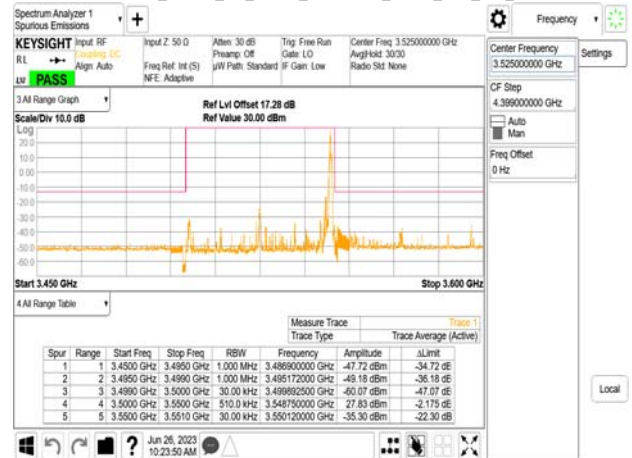 Spectrum Analyzer 1
Spurious Emissions
Frequency
KEYSIGHT Input: RF Input Z: 50 Ω Atten: 30 dB Trig: Free Run Center Freq: 3.525000000 GHz
RL Coupling: DC Preamp: Off Gate: LO Avg|Hold: 30/30
Align: Auto Freq Ref: Int (S) µW Path: Standard IF Gain: Low Radio Std: None
NFE: Adaptive
LV PASS
Center Frequency
3.525000000 GHz
Settings
CF Step
4.399000000 GHz
Auto
Man
Freq Offset
0 Hz
Local
3 All Range Graph
Ref Lvl Offset 17.28 dB
Scale/Div 10.0 dB Ref Value 30.00 dBm
Log
20.0
10.0
0.00
-10.0
-20.0
-30.0
-40.0
-50.0
-60.0
Start 3.450 GHz Stop 3.600 GHz
4 All Range Table
Measure Trace Trace 1
Trace Type Trace Average (Active)
Spur Range Start Freq Stop Freq RBW Frequency Amplitude ΔLimit
1 1 3.4500 GHz 3.4950 GHz 1.000 MHz 3.486900000 GHz -47.72 dBm -34.72 dB
2 2 3.4950 GHz 3.4990 GHz 1.000 MHz 3.495172000 GHz -49.18 dBm -36.18 dB
3 3 3.4990 GHz 3.5000 GHz 30.00 kHz 3.499892500 GHz -60.07 dBm -47.07 dB
4 4 3.5000 GHz 3.5500 GHz 510.0 kHz 3.548750000 GHz 27.83 dBm -2.175 dB
5 5 3.5500 GHz 3.5510 GHz 30.00 kHz 3.550120000 GHz -35.30 dBm -22.30 dB
Jun 26, 2023
10:23:50 AM